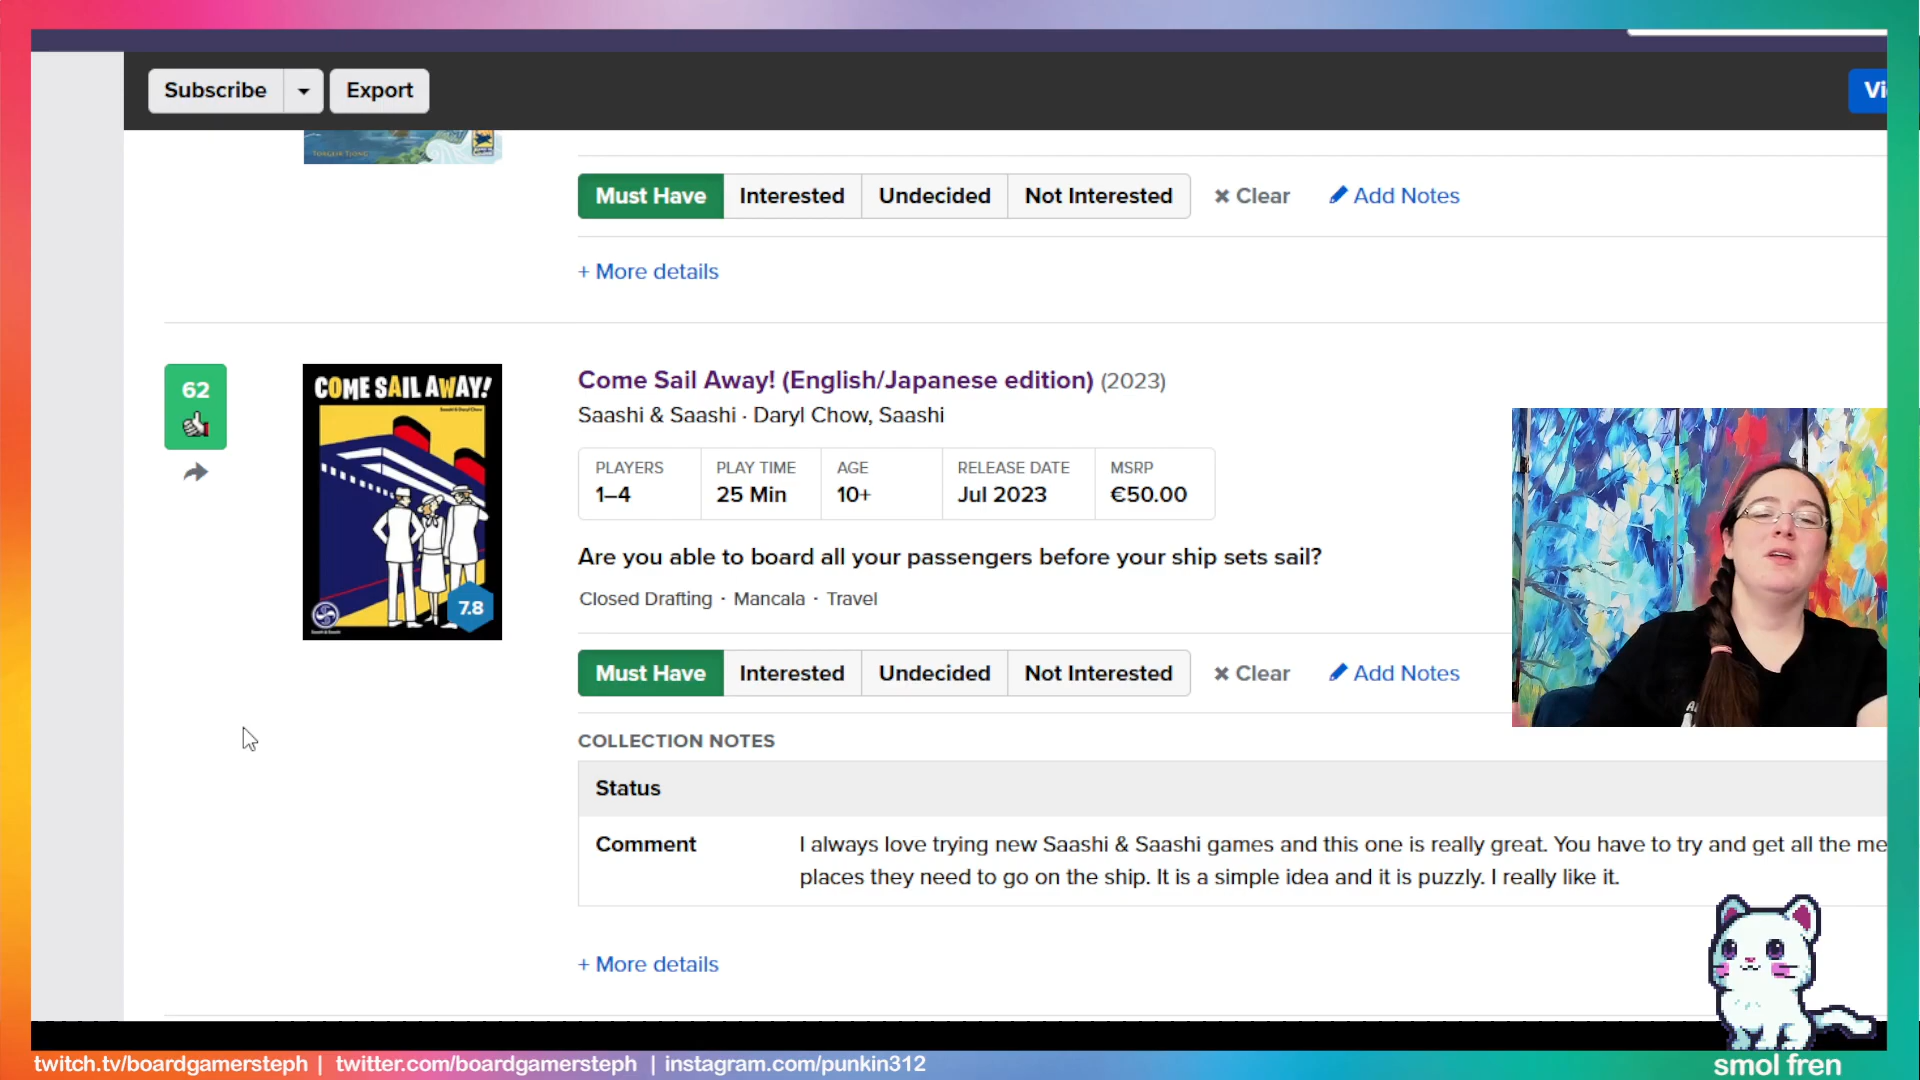 Subscribe
Export
Vi
Must Have
Interested
Undecided
Not Interested
Clear
Add Notes
+ More details
62
COME SAIL AWAY!
Saashi & Daryl Chow
7.8
Come Sail Away! (English/Japanese edition) (2023)
Saashi & Saashi · Daryl Chow, Saashi
PLAYERS
1–4
PLAY TIME
25 Min
AGE
10+
RELEASE DATE
Jul 2023
MSRP
€50.00
Are you able to board all your passengers before your ship sets sail?
Closed Drafting · Mancala · Travel
Must Have
Interested
Undecided
Not Interested
Clear
Add Notes
COLLECTION NOTES
Status
Comment
I always love trying new Saashi & Saashi games and this one is really great. You have to try and get all the me
places they need to go on the ship. It is a simple idea and it is puzzly. I really like it.
+ More details
twitch.tv/boardgamersteph | twitter.com/boardgamersteph | instagram.com/punkin312
smol fren